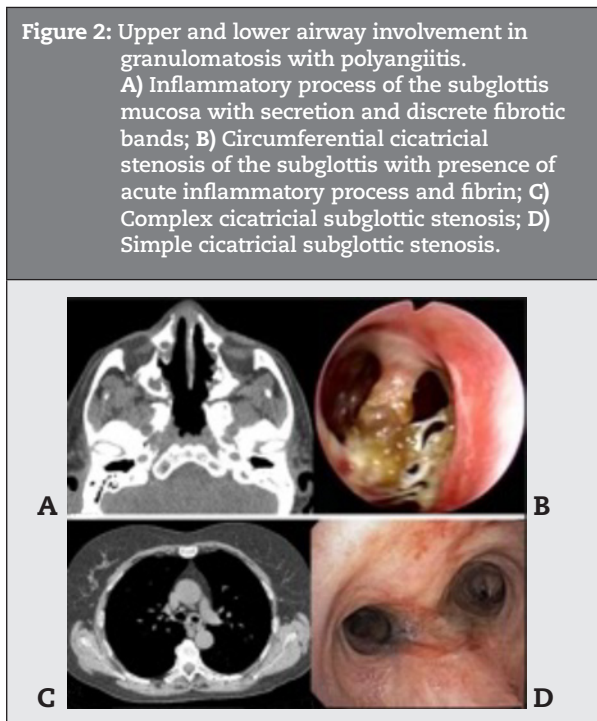 Figure 2: Upper and lower airway involvement in
granulomatosis with polyangiitis.
A) Inflammatory process of the subglottis
mucosa with secretion and discrete fibrotic
bands; B) Circumferential cicatricial
stenosis of the subglottis with presence of
acute inflammatory process and fibrin; C)
Complex cicatricial subglottic stenosis; D)
Simple cicatricial subglottic stenosis.
A
B
C
D